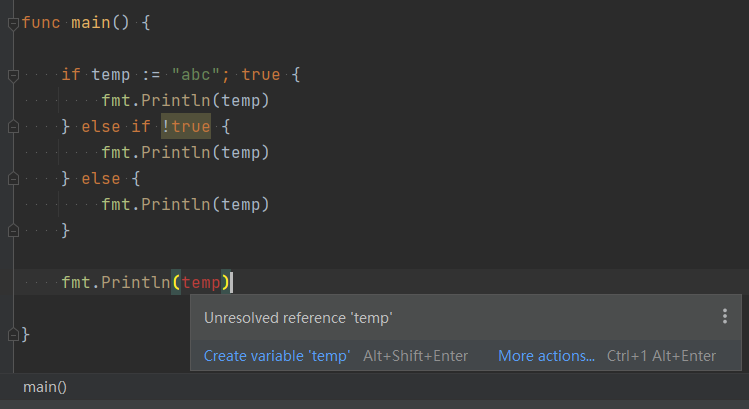 func main() {
if temp := "abc"; true {
fmt.Println(temp)
} else if !true {
fmt.Println(temp)
} else {
fmt.Println(temp)
}
fmt.Println(temp)
Unresolved reference 'temp'
Create variable 'temp' Alt+Shift+Enter More actions... Ctrl+1 Alt+Enter
}
main()